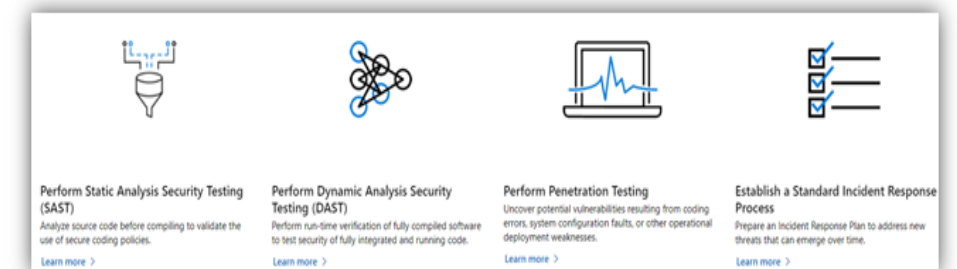 Perform Static Analysis Security Testing
(SAST)
Analyze source code before compiling to validate the
use of secure coding policies.
Learn more >
Perform Dynamic Analysis Security
Testing (DAST)
Perform run-time verification of fully compiled software
to test security of fully integrated and running code.
Learn more >
Perform Penetration Testing
Uncover potential vulnerabilities resulting from coding
errors, system configuration faults, or other operational
deployment weaknesses.
Learn more >
Establish a Standard Incident Response
Process
Prepare an Incident Response Plan to address new
threats that can emerge over time.
Learn more >